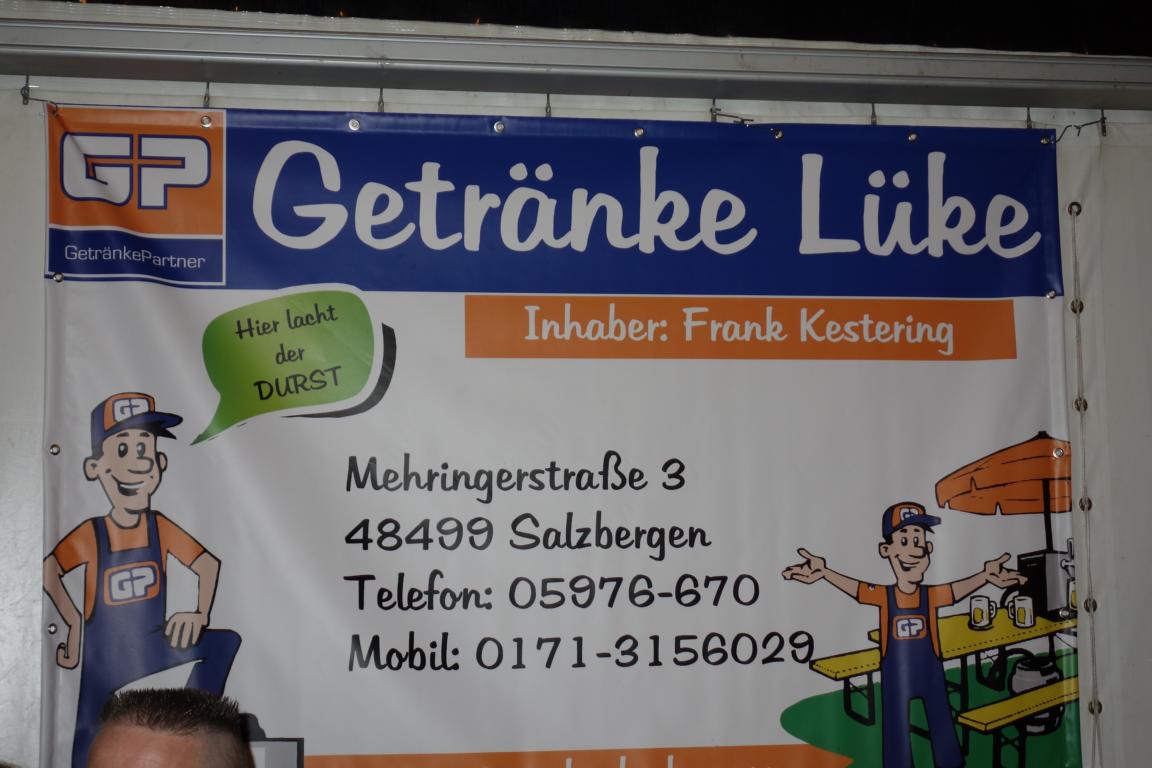 GP
GetränkePartner
Getränke Lüke
Inhaber: Frank Kestering
Hier lacht
der
DURST
GP
GP
Mehringerstraße 3
48499 Salzbergen
Telefon: 05976-670
Mobil: 0171-3156029
GP
GP